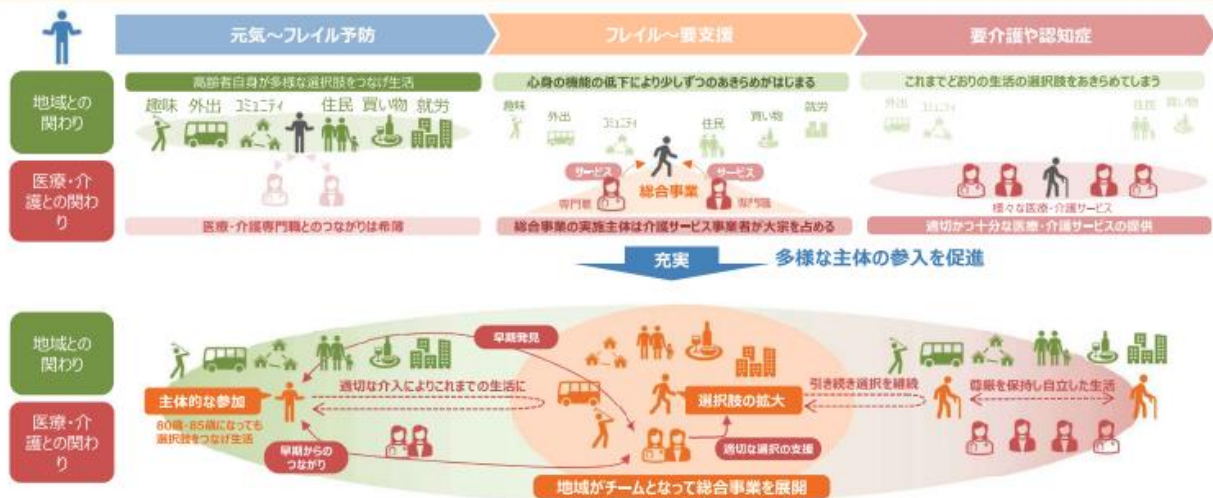 元気～フレイル予防
フレイル～要支援
要介護や認知症
地域との
関わり
高齢者自身が多様な選択肢をつなげ生活
心身の機能の低下により少しずつのあきらめがはじまる
これまでどおりの生活の選択肢をあきらめてしまう
趣味 外出 コミュニティ 住民 買い物 就労
趣味 外出 コミュニティ 住民 買い物 就労
外出 コミュニティ 住民 買い物
医療・介
護との関わ
り
サービス サービス
専門職 総合事業 専門職
様々な医療・介護サービス
医療・介護専門職とのつながりは希薄
総合事業の実施主体は介護サービス事業者が大宗を占める
適切かつ十分な医療・介護サービスの提供
充実 多様な主体の参入を促進
地域との
関わり
早期発見
適切な介入によりこれまでの生活に
引き続き選択を継続
尊厳を保持し自立した生活
主体的な参加
選択肢の拡大
医療・介
護との関わ
り
80歳・85歳になっても
選択肢をつなげ生活
早期からの
つながり
適切な選択の支援
地域がチームとなって総合事業を展開